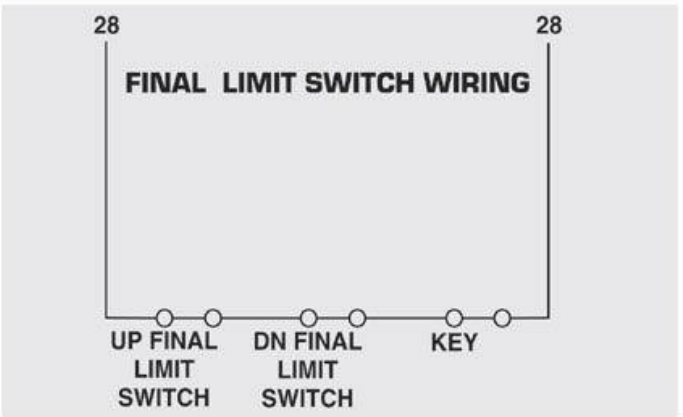 28 28
FINAL LIMIT SWITCH WIRING
UP FINAL LIMIT SWITCH
DN FINAL LIMIT SWITCH
KEY